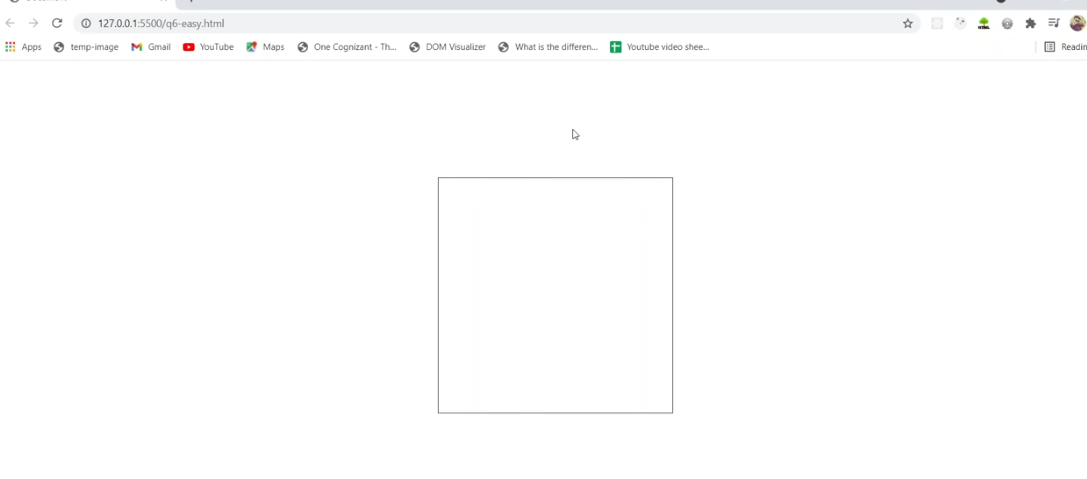 127.0.0.1:5500/q6-easy.html
Apps temp-image Gmail YouTube Maps One Cognizant - Th... DOM Visualizer What is the differen... Youtube video shee... Readin